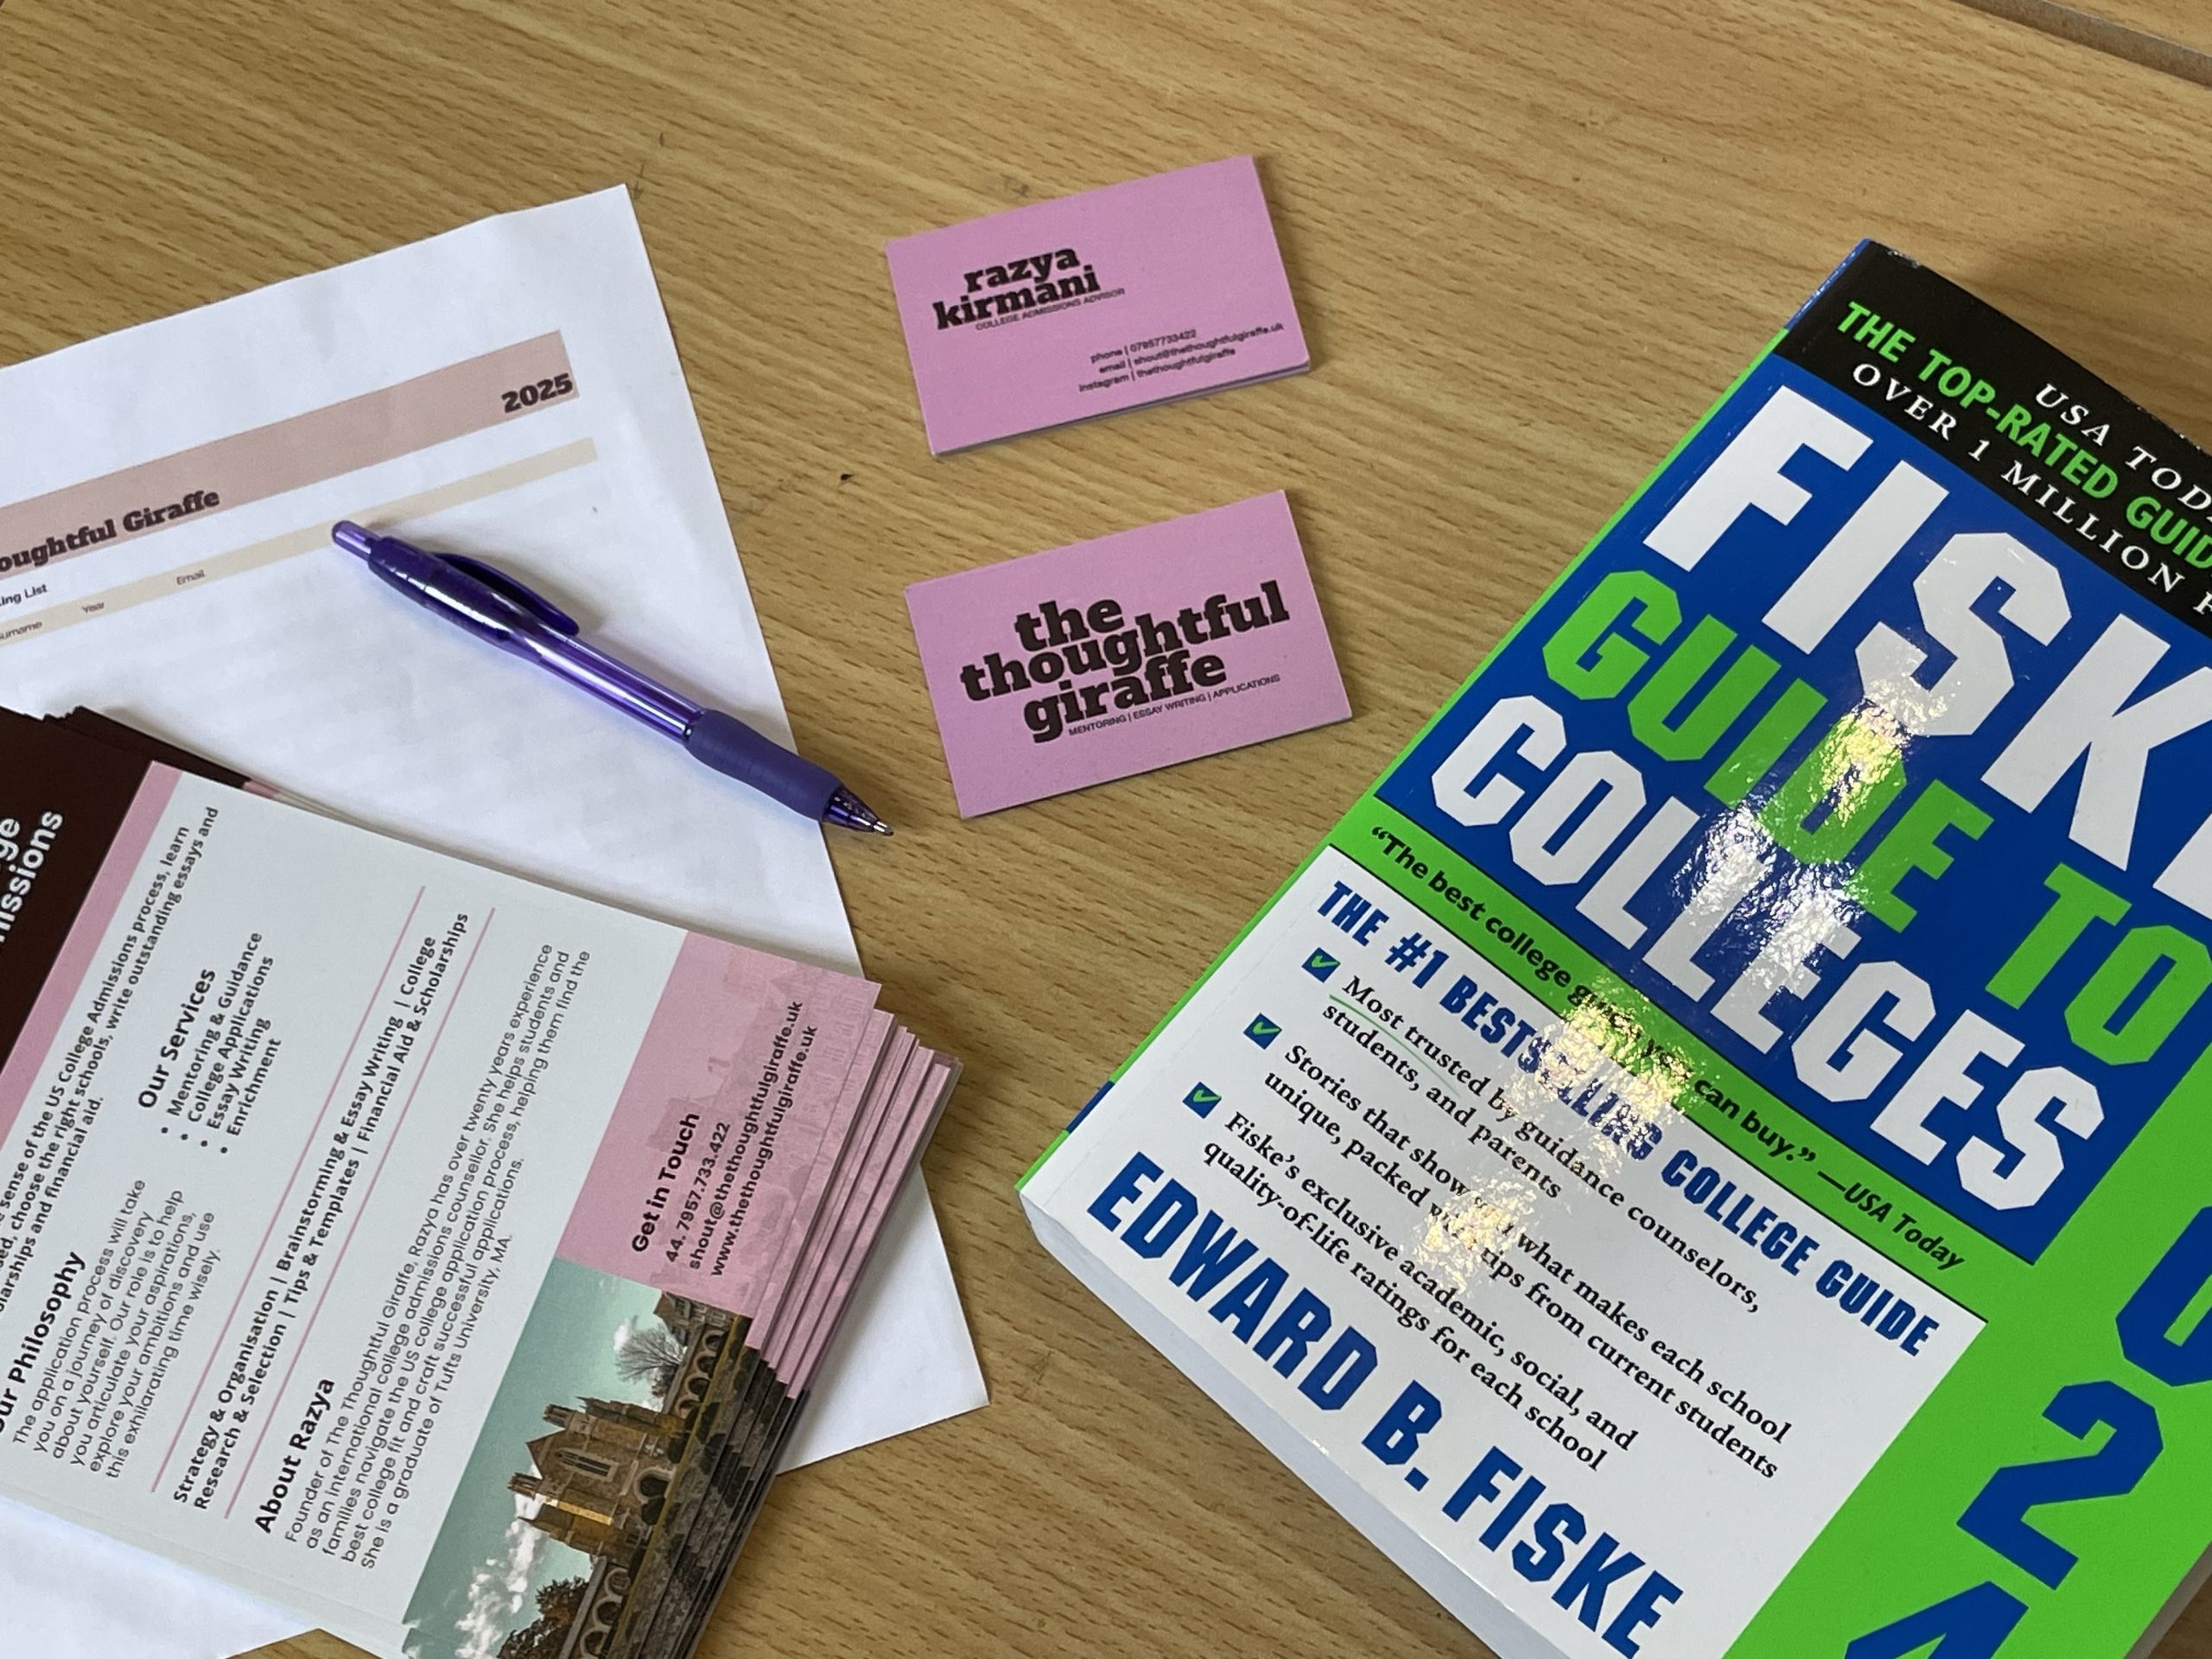 2025
oughtful Giraffe
ing List
urname Year Email
razya
kirmani
COLLEGE ADMISSIONS ADVISOR
phone | 07957733422
email | shout@thethoughtfulgiraffe.uk
instagram | thethoughtfulgiraffe
the
thoughtful
giraffe
MENTORING | ESSAY WRITING | APPLICATIONS
ge
missions
sense of the US College Admissions process, learn
ed, choose the right schools, write outstanding essays and
olarships and financial aid.
ur Philosophy
The application process will take
you on a journey of discovery
about yourself. Our role is to help
you articulate your aspirations,
explore your ambitions and use
this exhilarating time wisely.
Our Services
• Mentoring & Guidance
• College Applications
• Essay Writing
• Enrichment
Strategy & Organisation | Brainstorming & Essay Writing | College
Research & Selection | Tips & Templates | Financial Aid & Scholarships
About Razya
Founder of The Thoughtful Giraffe, Razya has over twenty years experience
as an international college admissions counsellor. She helps students and
families navigate the US college application process, helping them find the
best college fit and craft successful applications.
She is a graduate of Tufts University, MA.
Get in Touch
44.7957.733.422
shout@thethoughtfulgiraffe.uk
www.thethoughtfulgiraffe.uk
USA TODA
THE TOP-RATED GUID
OVER 1 MILLION
FISK
GUIDE TO
COLLEGES
"The best college guide you can buy." —USA Today
THE #1 BESTSELLING COLLEGE GUIDE
Most trusted by guidance counselors,
students, and parents
Stories that show you what makes each school
unique, packed with tips from current students
Fiske's exclusive academic, social, and
quality-of-life ratings for each school
EDWARD B. FISKE
0
2
4